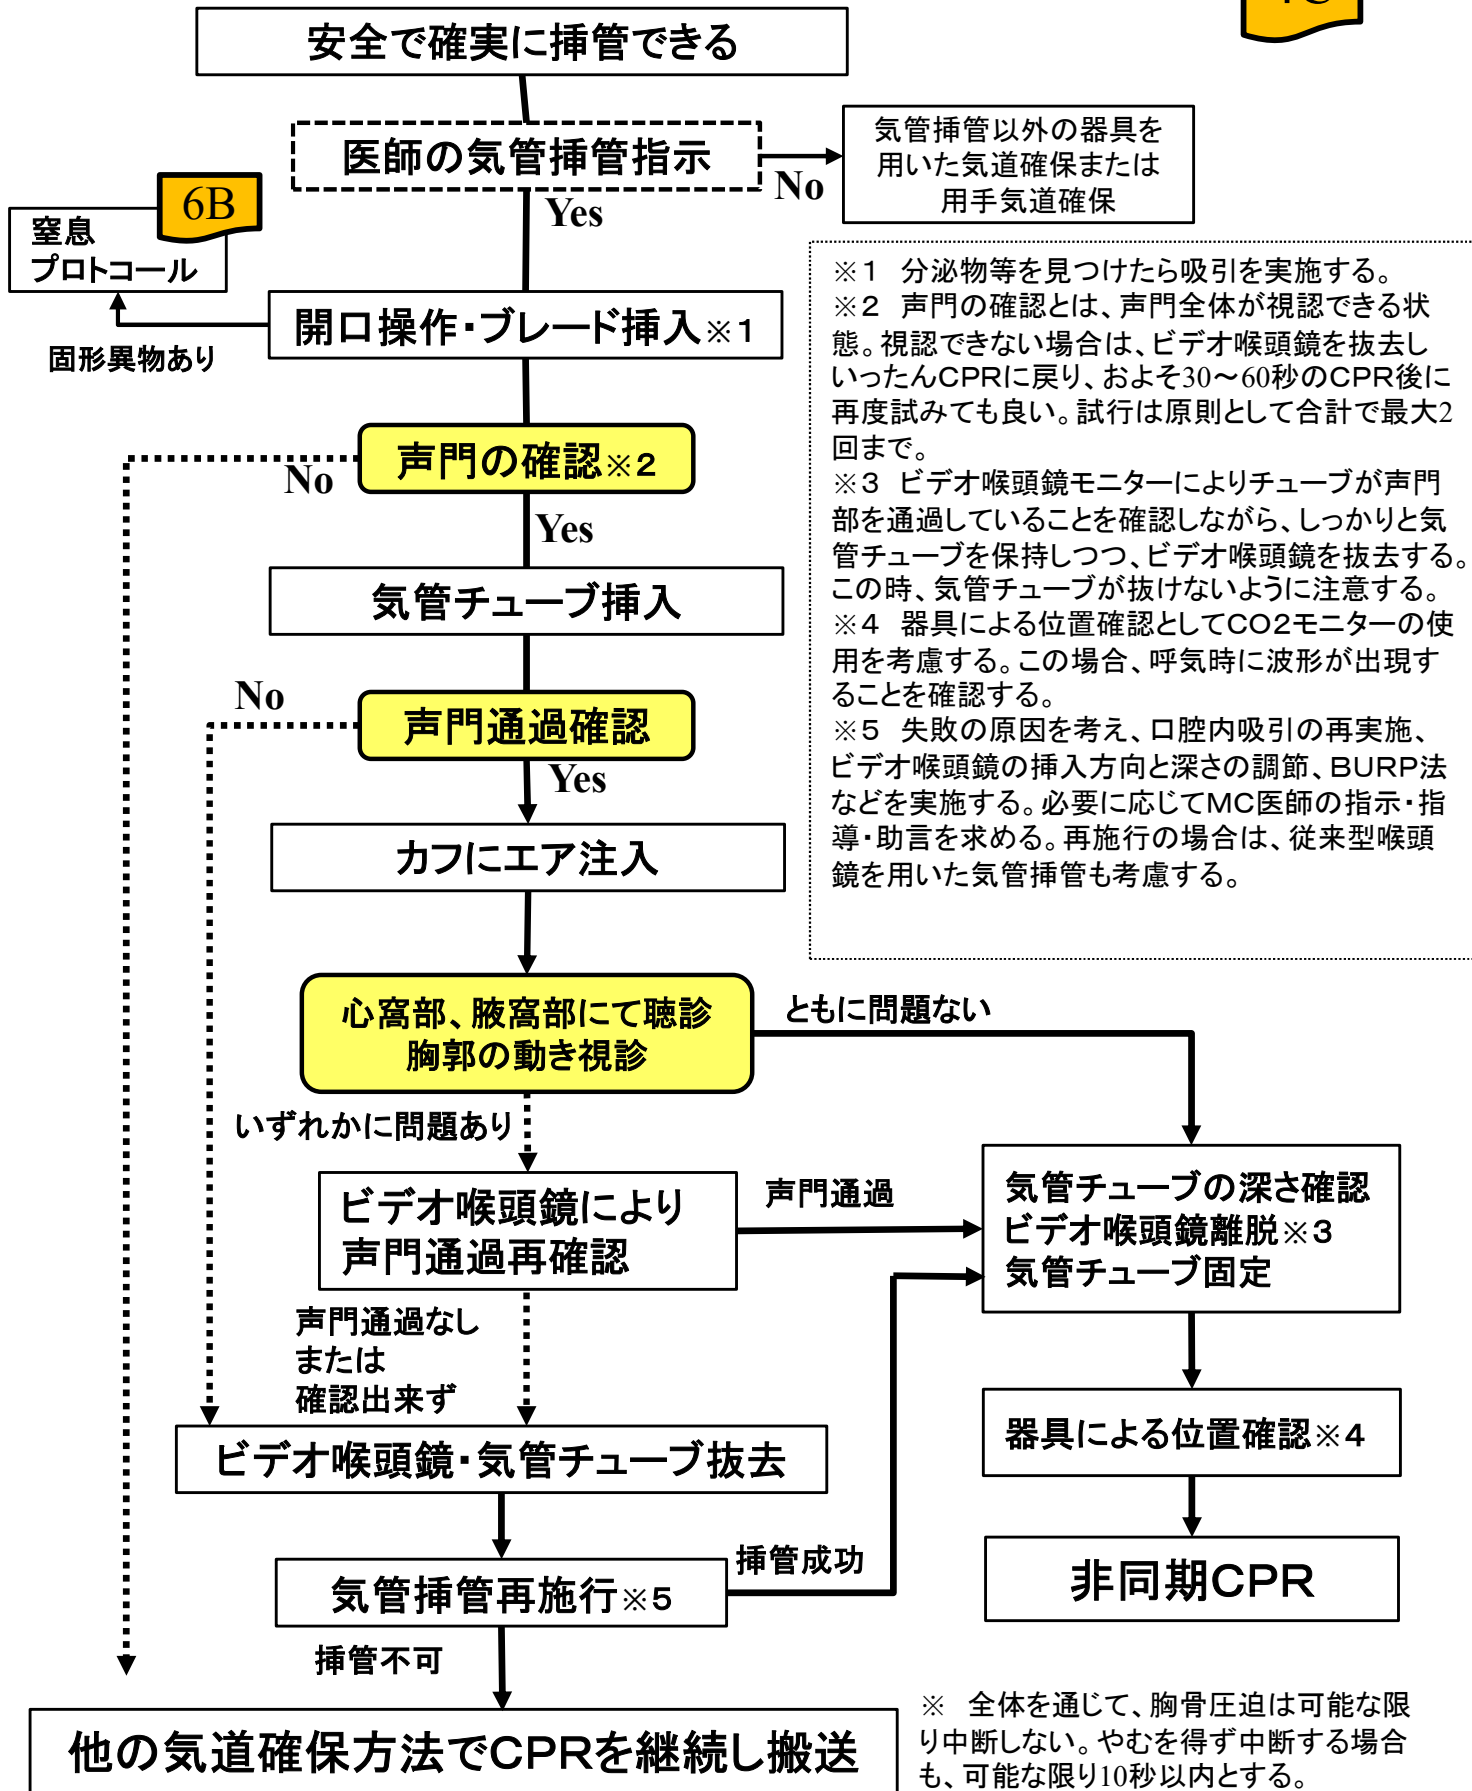 安全で確実に挿管できる
医師の気管挿管指示
No
気管挿管以外の器具を
用いた気道確保または
用手気道確保
Yes
6B
窒息
プロトコール
開口操作・ブレード挿入※1
固形異物あり
声門の確認※2
No
Yes
気管チューブ挿入
No
声門通過確認
Yes
カフにエア注入
心窩部、腋窩部にて聴診
胸郭の動き視診
ともに問題ない
いずれかに問題あり
ビデオ喉頭鏡により
声門通過再確認
声門通過
声門通過なし
または
確認出来ず
ビデオ喉頭鏡・気管チューブ抜去
気管挿管再施行※5
挿管成功
挿管不可
他の気道確保方法でCPRを継続し搬送
気管チューブの深さ確認
ビデオ喉頭鏡離脱※3
気管チューブ固定
器具による位置確認※4
非同期CPR
※1 分泌物等を見つけたら吸引を実施する。
※2 声門の確認とは、声門全体が視認できる状
態。視認できない場合は、ビデオ喉頭鏡を抜去し
いったんCPRに戻り、およそ30～60秒のCPR後に
再度試みても良い。試行は原則として合計で最大2
回まで。
※3 ビデオ喉頭鏡モニターによりチューブが声門
部を通過していることを確認しながら、しっかりと気
管チューブを保持しつつ、ビデオ喉頭鏡を抜去する。
この時、気管チューブが抜けないように注意する。
※4 器具による位置確認としてCO2モニターの使
用を考慮する。この場合、呼気時に波形が出現す
ることを確認する。
※5 失敗の原因を考え、口腔内吸引の再実施、
ビデオ喉頭鏡の挿入方向と深さの調節、BURP法
などを実施する。必要に応じてMC医師の指示・指
導・助言を求める。再施行の場合は、従来型喉頭
鏡を用いた気管挿管も考慮する。
※ 全体を通じて、胸骨圧迫は可能な限
り中断しない。やむを得ず中断する場合
も、可能な限り10秒以内とする。